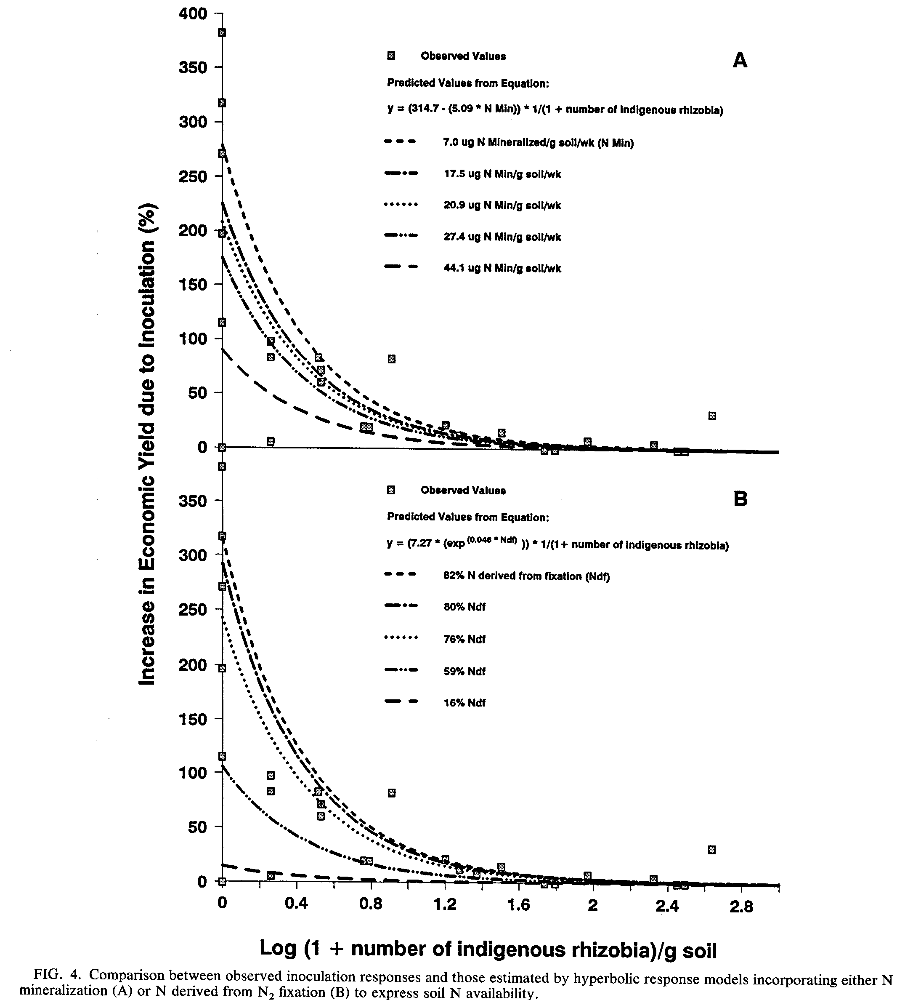 Increase in Economic Yield due to Inoculation (%)
400
350
300
250
200
150
100
50
0
A
Observed Values
Predicted Values from Equation:
y = (314.7 - (5.09 * N Min)) * 1/(1 + number of indigenous rhizobia)
7.0 ug N Mineralized/g soil/wk (N Min)
17.5 ug N Min/g soil/wk
20.9 ug N Min/g soil/wk
27.4 ug N Min/g soil/wk
44.1 ug N Min/g soil/wk
350
300
250
200
150
100
50
0
B
Observed Values
Predicted Values from Equation:
y = (7.27 * (exp (0.046 * Ndf) )) * 1/(1+ number of indigenous rhizobia)
82% N derived from fixation (Ndf)
80% Ndf
76% Ndf
59% Ndf
16% Ndf
0 0.4 0.8 1.2 1.6 2 2.4 2.8
Log (1 + number of indigenous rhizobia)/g soil
FIG. 4. Comparison between observed inoculation responses and those estimated by hyperbolic response models incorporating either N
mineralization (A) or N derived from N₂ fixation (B) to express soil N availability.